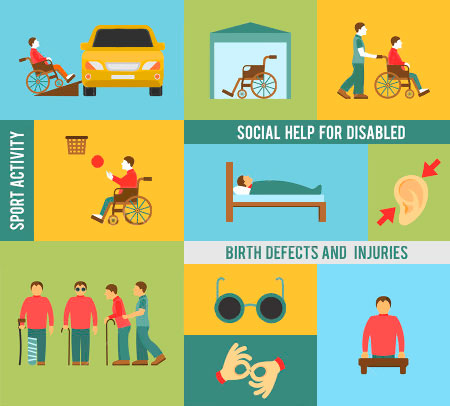 SOCIAL HELP FOR DISABLED
SPORT ACTIVITY
BIRTH DEFECTS AND INJURIES